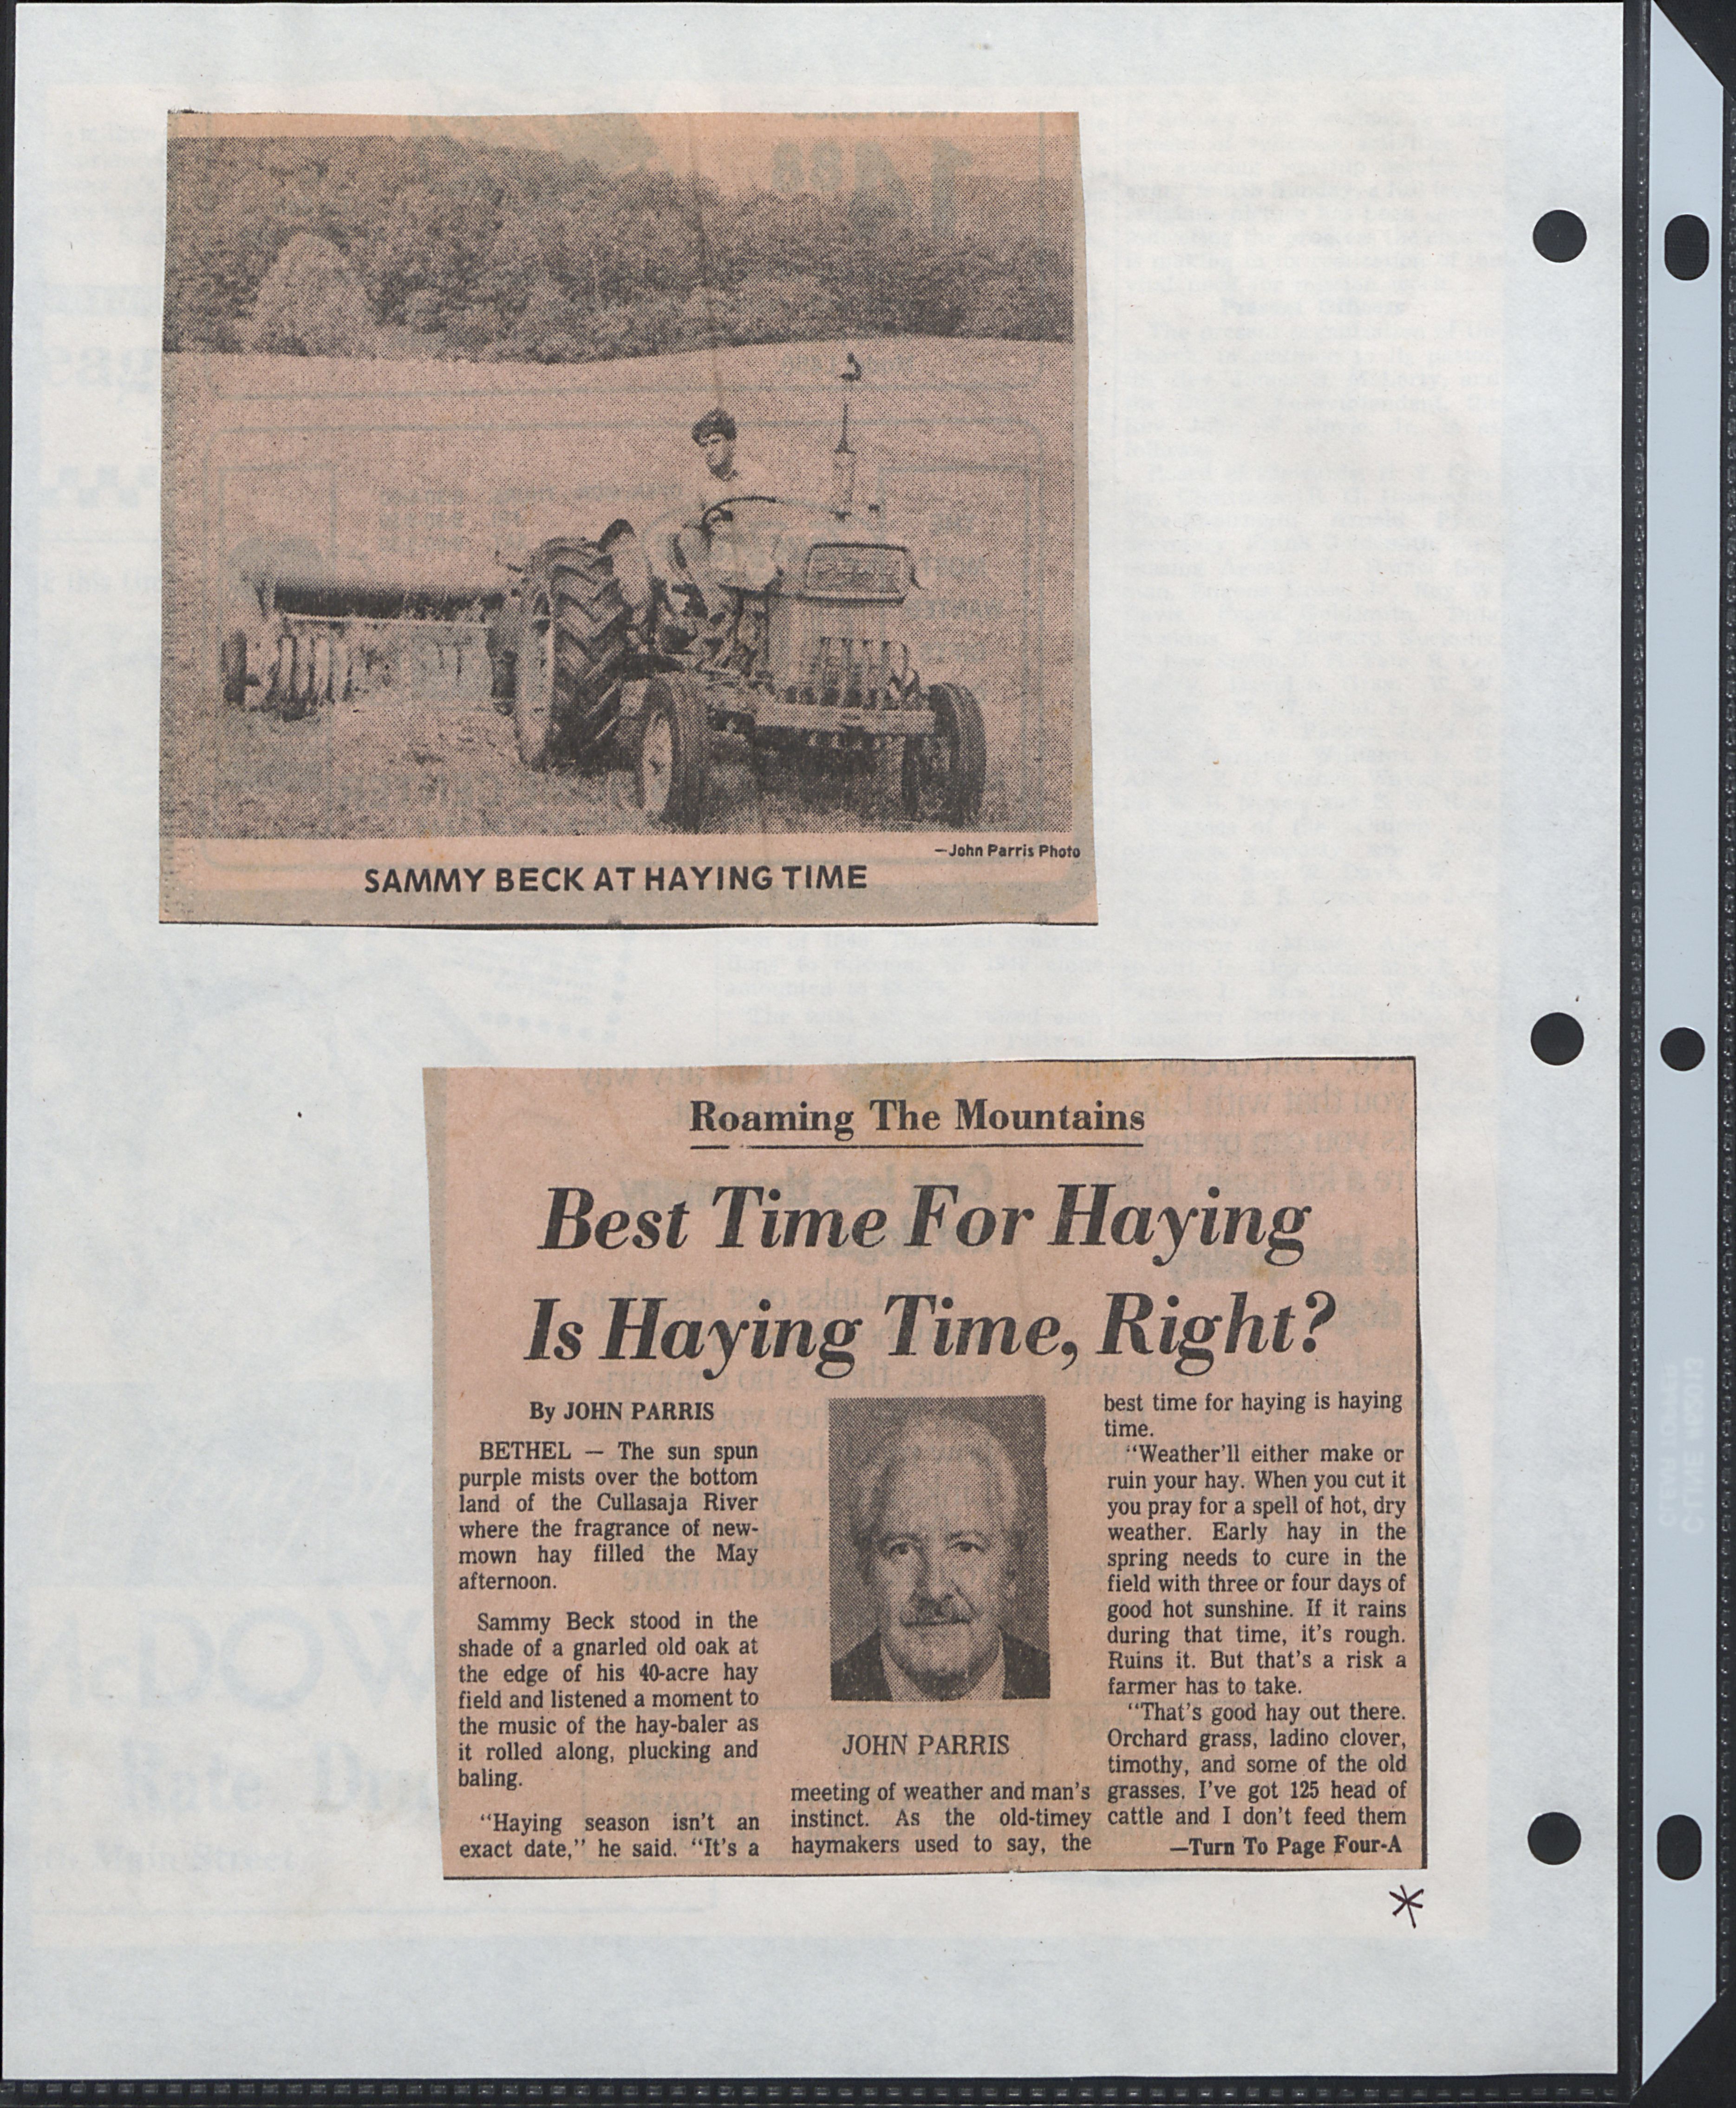 —John Parris Photo
SAMMY BECK AT HAYING TIME
Roaming The Mountains
Best Time For Haying
Is Haying Time, Right?
By JOHN PARRIS
BETHEL — The sun spun
purple mists over the bottom
land of the Cullasaja River
where the fragrance of new-
mown hay filled the May
afternoon.
Sammy Beck stood in the
shade of a gnarled old oak at
the edge of his 40-acre hay
field and listened a moment to
the music of the hay-baler as
it rolled along, plucking and
baling.
"Haying season isn't an
exact date," he said. "It's a
JOHN PARRIS
meeting of weather and man's
instinct. As the old-timey
haymakers used to say, the
best time for haying is haying
time.
"Weather'll either make or
ruin your hay. When you cut it
you pray for a spell of hot, dry
weather. Early hay in the
spring needs to cure in the
field with three or four days of
good hot sunshine. If it rains
during that time, it's rough.
Ruins it. But that's a risk a
farmer has to take.
"That's good hay out there.
Orchard grass, ladino clover,
timothy, and some of the old
grasses. I've got 125 head of
cattle and I don't feed them
—Turn To Page Four-A
*